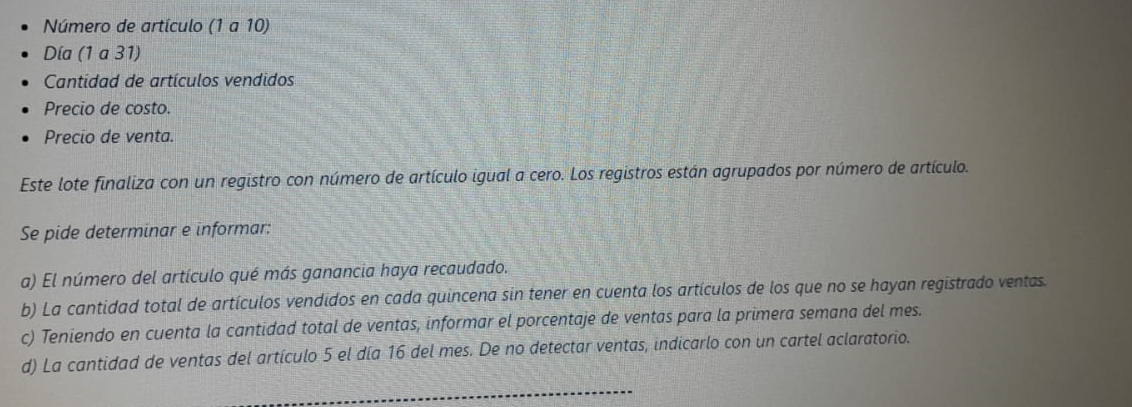 • Número de artículo (1 a 10)
• Día (1 a 31)
• Cantidad de artículos vendidos
• Precio de costo.
• Precio de venta.
Este lote finaliza con un registro con número de artículo igual a cero. Los registros están agrupados por número de artículo.
Se pide determinar e informar:
a) El número del artículo qué más ganancia haya recaudado.
b) La cantidad total de artículos vendidos en cada quincena sin tener en cuenta los artículos de los que no se hayan registrado ventas.
c) Teniendo en cuenta la cantidad total de ventas, informar el porcentaje de ventas para la primera semana del mes.
d) La cantidad de ventas del artículo 5 el día 16 del mes. De no detectar ventas, indicarlo con un cartel aclaratorio.